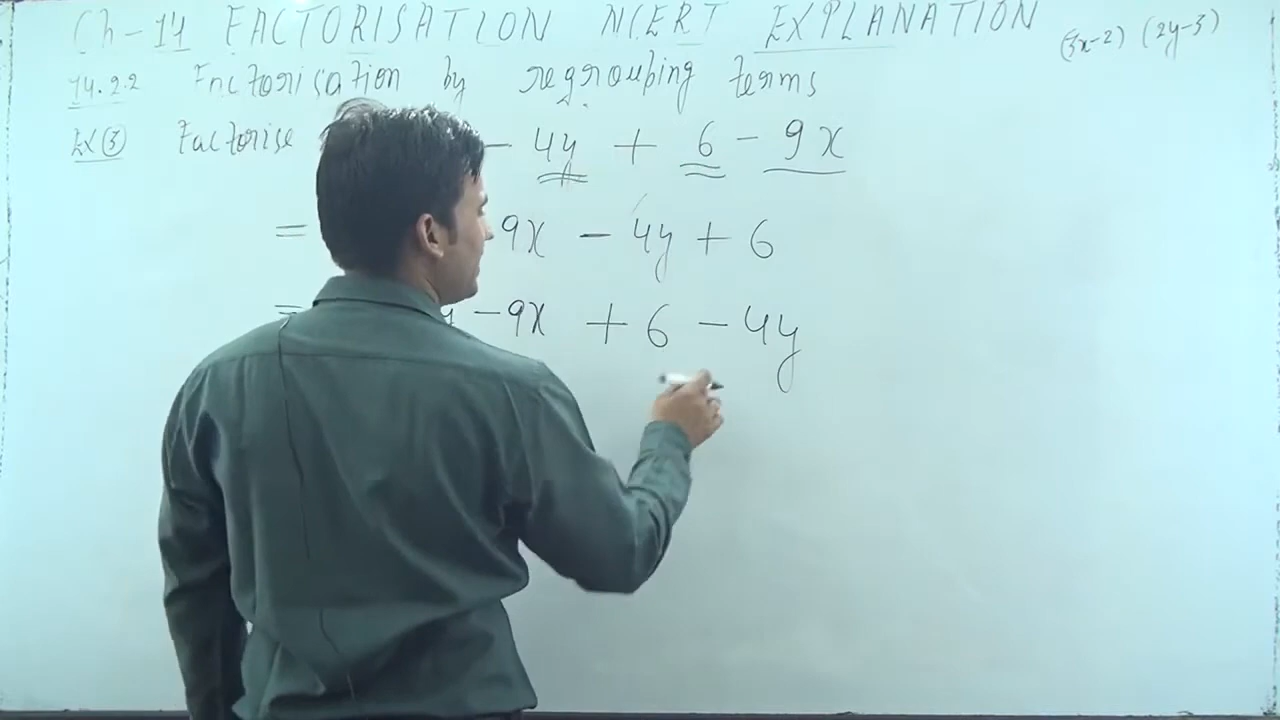 Ch-14 FACTORISATION NCERT EXPLANATION
(3x-2) (2y-3)
14.2.2 Factorisation by regrouping terms
Ex ③ Factorise - 4y + 6 - 9x
= 9x - 4y + 6
= - 9x + 6 - 4y